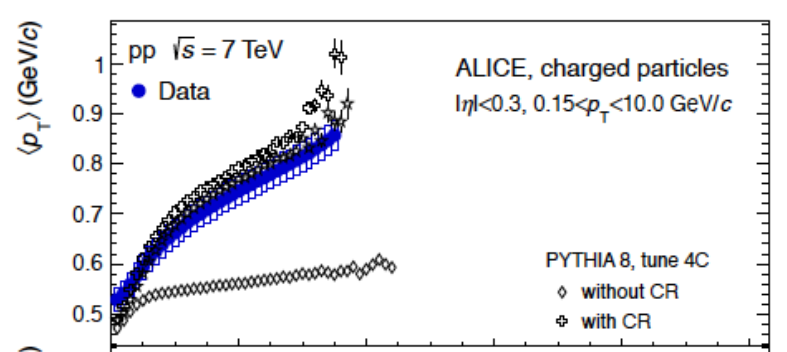 pp √s = 7 TeV
Data
ALICE, charged particles
|η|<0.3, 0.15<pT<10.0 GeV/c
⟨pT⟩ (GeV/c)
1
0.9
0.8
0.7
0.6
0.5
PYTHIA 8, tune 4C
without CR
with CR